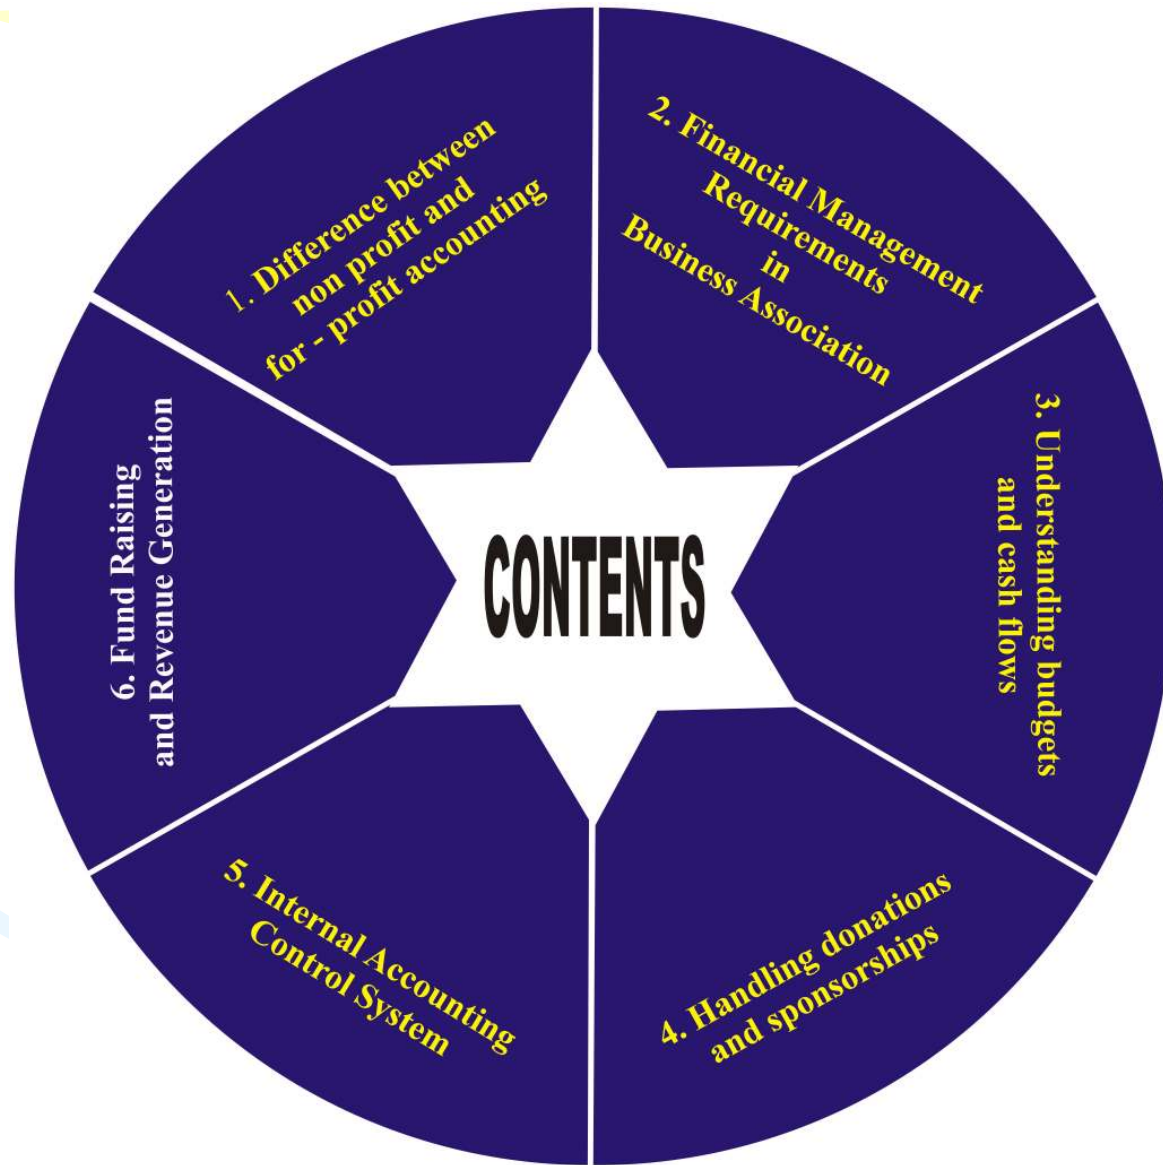 CONTENTS
1. Difference between
non profit and
for - profit accounting
2. Financial Management
Requirements
in
Business Association
3. Understanding budgets
and cash flows
4. Handling donations
and sponsorships
5. Internal Accounting
Control System
6. Fund Raising
and Revenue Generation